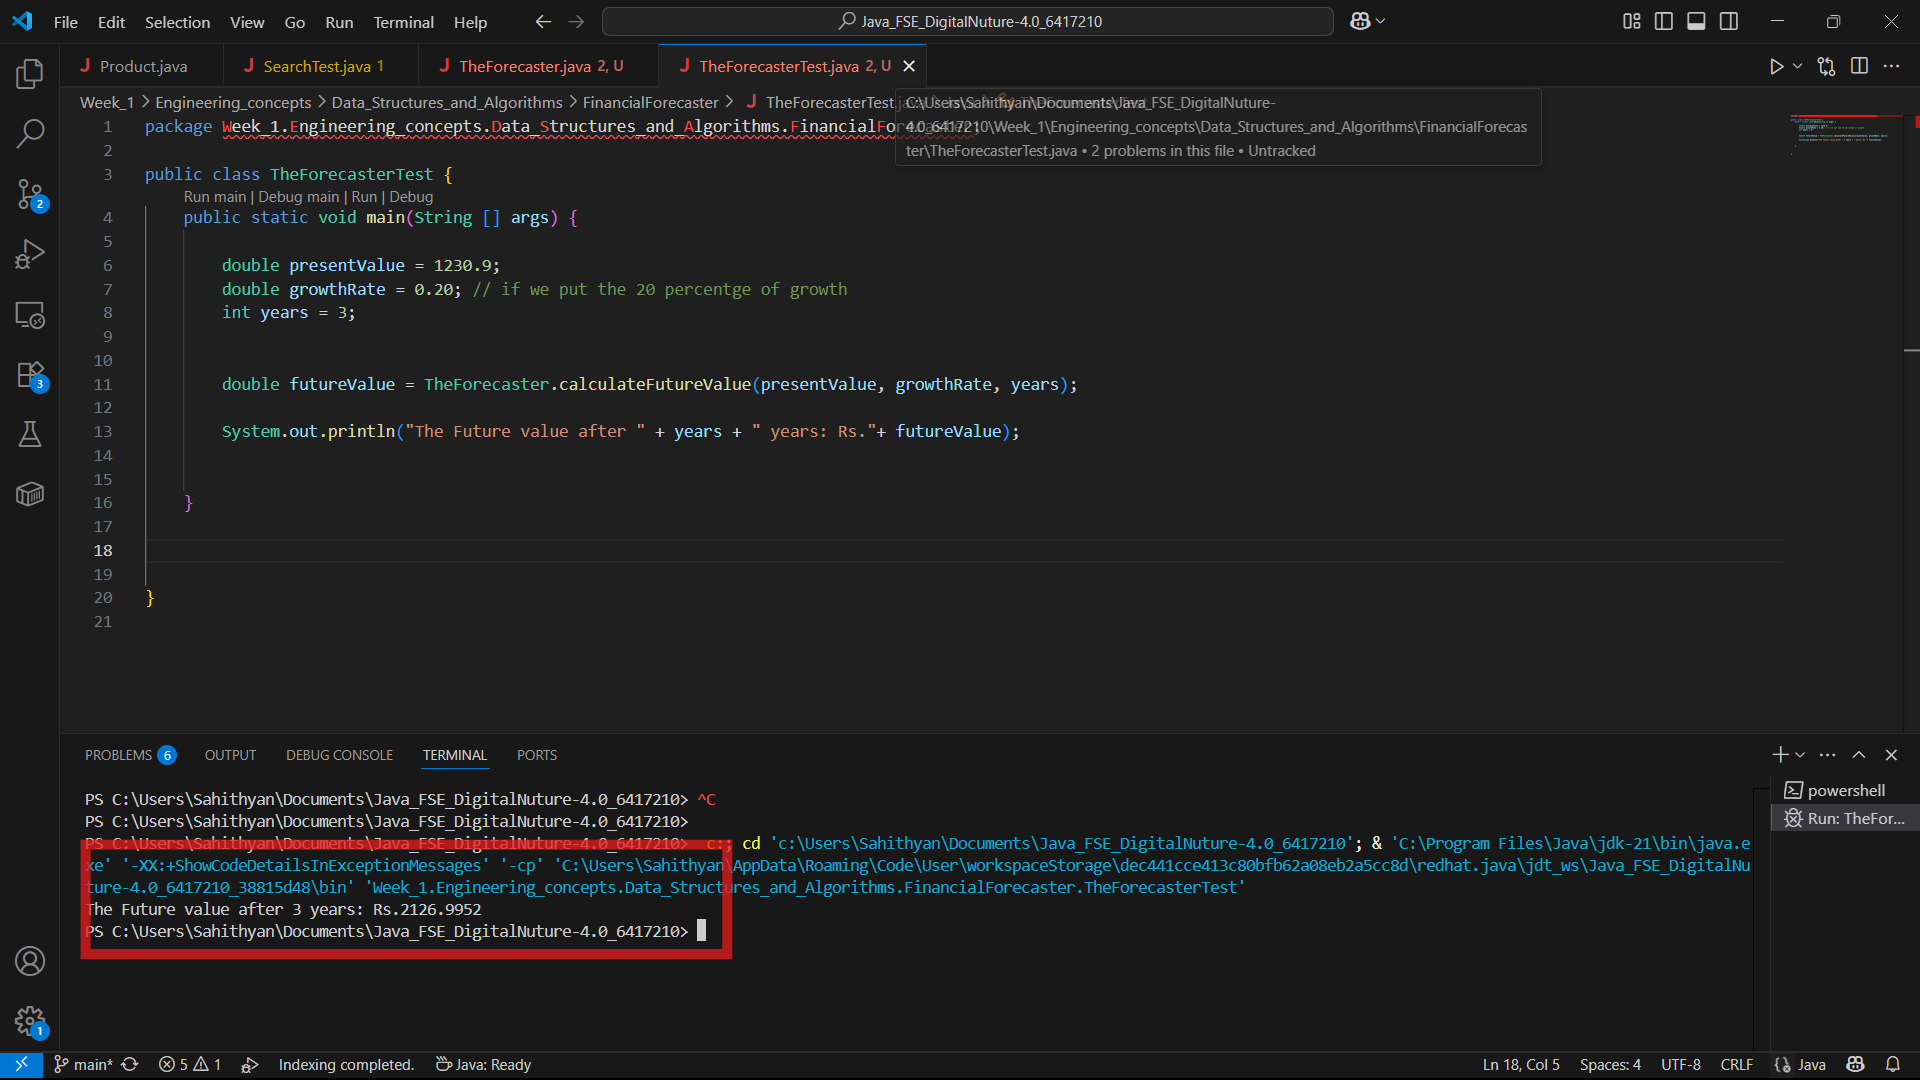 File Edit Selection View Go Run Terminal Help
Java_FSE_DigitalNuture-4.0_6417210
Product.java
SearchTest.java 1
TheForecaster.java 2, U
TheForecasterTest.java 2, U
Week_1 > Engineering_concepts > Data_Structures_and_Algorithms > FinancialForecaster > TheForecasterTest
C:\Users\Sahithyan\Documents\Java_FSE_DigitalNuture-
4.0_6417210\Week_1\Engineering_concepts\Data_Structures_and_Algorithms\FinancialForecas
ter\TheForecasterTest.java • 2 problems in this file • Untracked
1 package Week_1.Engineering_concepts.Data_Structures_and_Algorithms.FinancialFor
2
3 public class TheForecasterTest {
Run main | Debug main | Run | Debug
4 public static void main(String [] args) {
5
6 double presentValue = 1230.9;
7 double growthRate = 0.20; // if we put the 20 percentge of growth
8 int years = 3;
9
10
11 double futureValue = TheForecaster.calculateFutureValue(presentValue, growthRate, years);
12
13 System.out.println("The Future value after " + years + " years: Rs."+ futureValue);
14
15
16 }
17
18
19
20 }
21
2
3
1
PROBLEMS 6 OUTPUT DEBUG CONSOLE TERMINAL PORTS
powershell
Run: TheFor...
PS C:\Users\Sahithyan\Documents\Java_FSE_DigitalNuture-4.0_6417210> ^C
PS C:\Users\Sahithyan\Documents\Java_FSE_DigitalNuture-4.0_6417210>
PS C:\Users\Sahithyan\Documents\Java_FSE_DigitalNuture-4.0_6417210> c:; cd 'c:\Users\Sahithyan\Documents\Java_FSE_DigitalNuture-4.0_6417210'; & 'C:\Program Files\Java\jdk-21\bin\java.e
xe' '-XX:+ShowCodeDetailsInExceptionMessages' '-cp' 'C:\Users\Sahithyan\AppData\Roaming\Code\User\workspaceStorage\dec441cce413c80bfb62a08eb2a5cc8d\redhat.java\jdt_ws\Java_FSE_DigitalNu
ture-4.0_6417210_38815d48\bin' 'Week_1.Engineering_concepts.Data_Structures_and_Algorithms.FinancialForecaster.TheForecasterTest'
The Future value after 3 years: Rs.2126.9952
PS C:\Users\Sahithyan\Documents\Java_FSE_DigitalNuture-4.0_6417210>
main* 5 1 Indexing completed. Java: Ready Ln 18, Col 5 Spaces: 4 UTF-8 CRLF Java